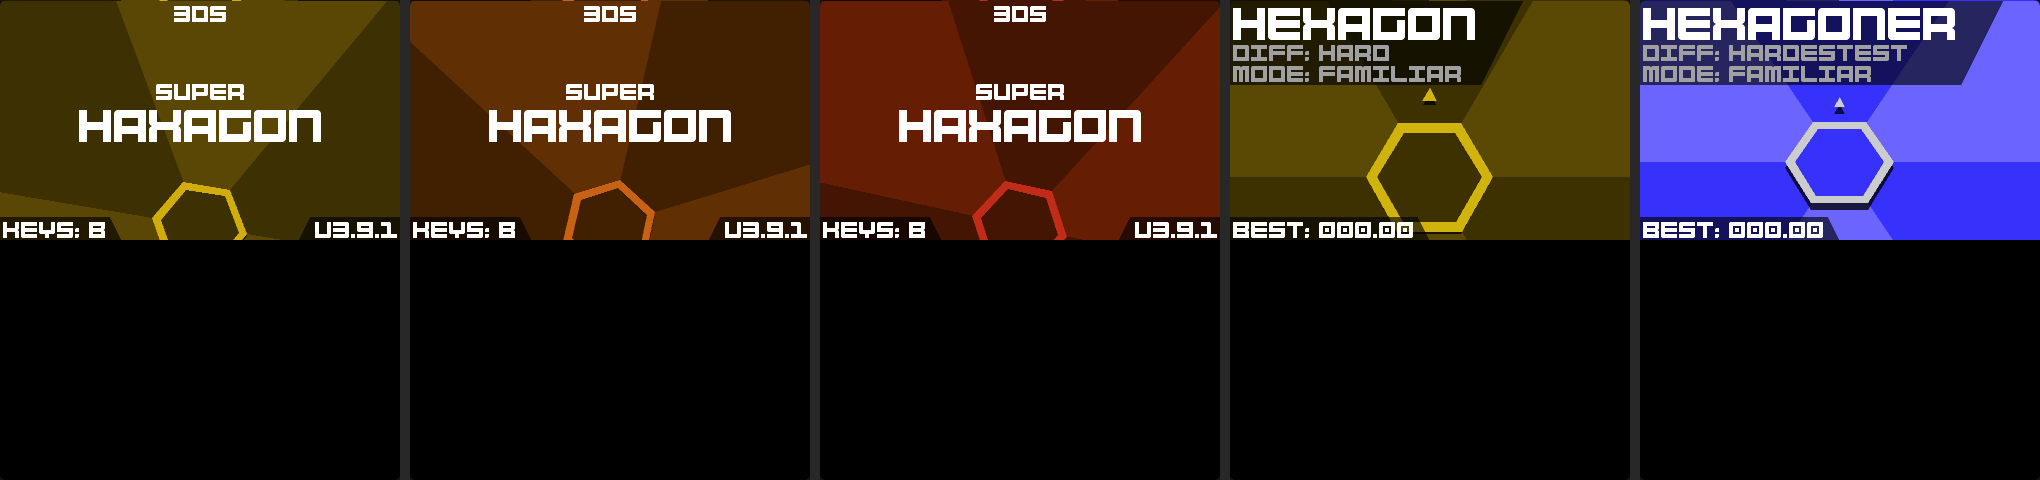 3DS
SUPER
HAXAGON
KEYS: B
V3.9.1
3DS
SUPER
HAXAGON
KEYS: B
V3.9.1
3DS
SUPER
HAXAGON
KEYS: B
V3.9.1
HEXAGON
DIFF: HARD
MODE: FAMILIAR
BEST: 000.00
HEXAGONER
DIFF: HARDESTEST
MODE: FAMILIAR
BEST: 000.00